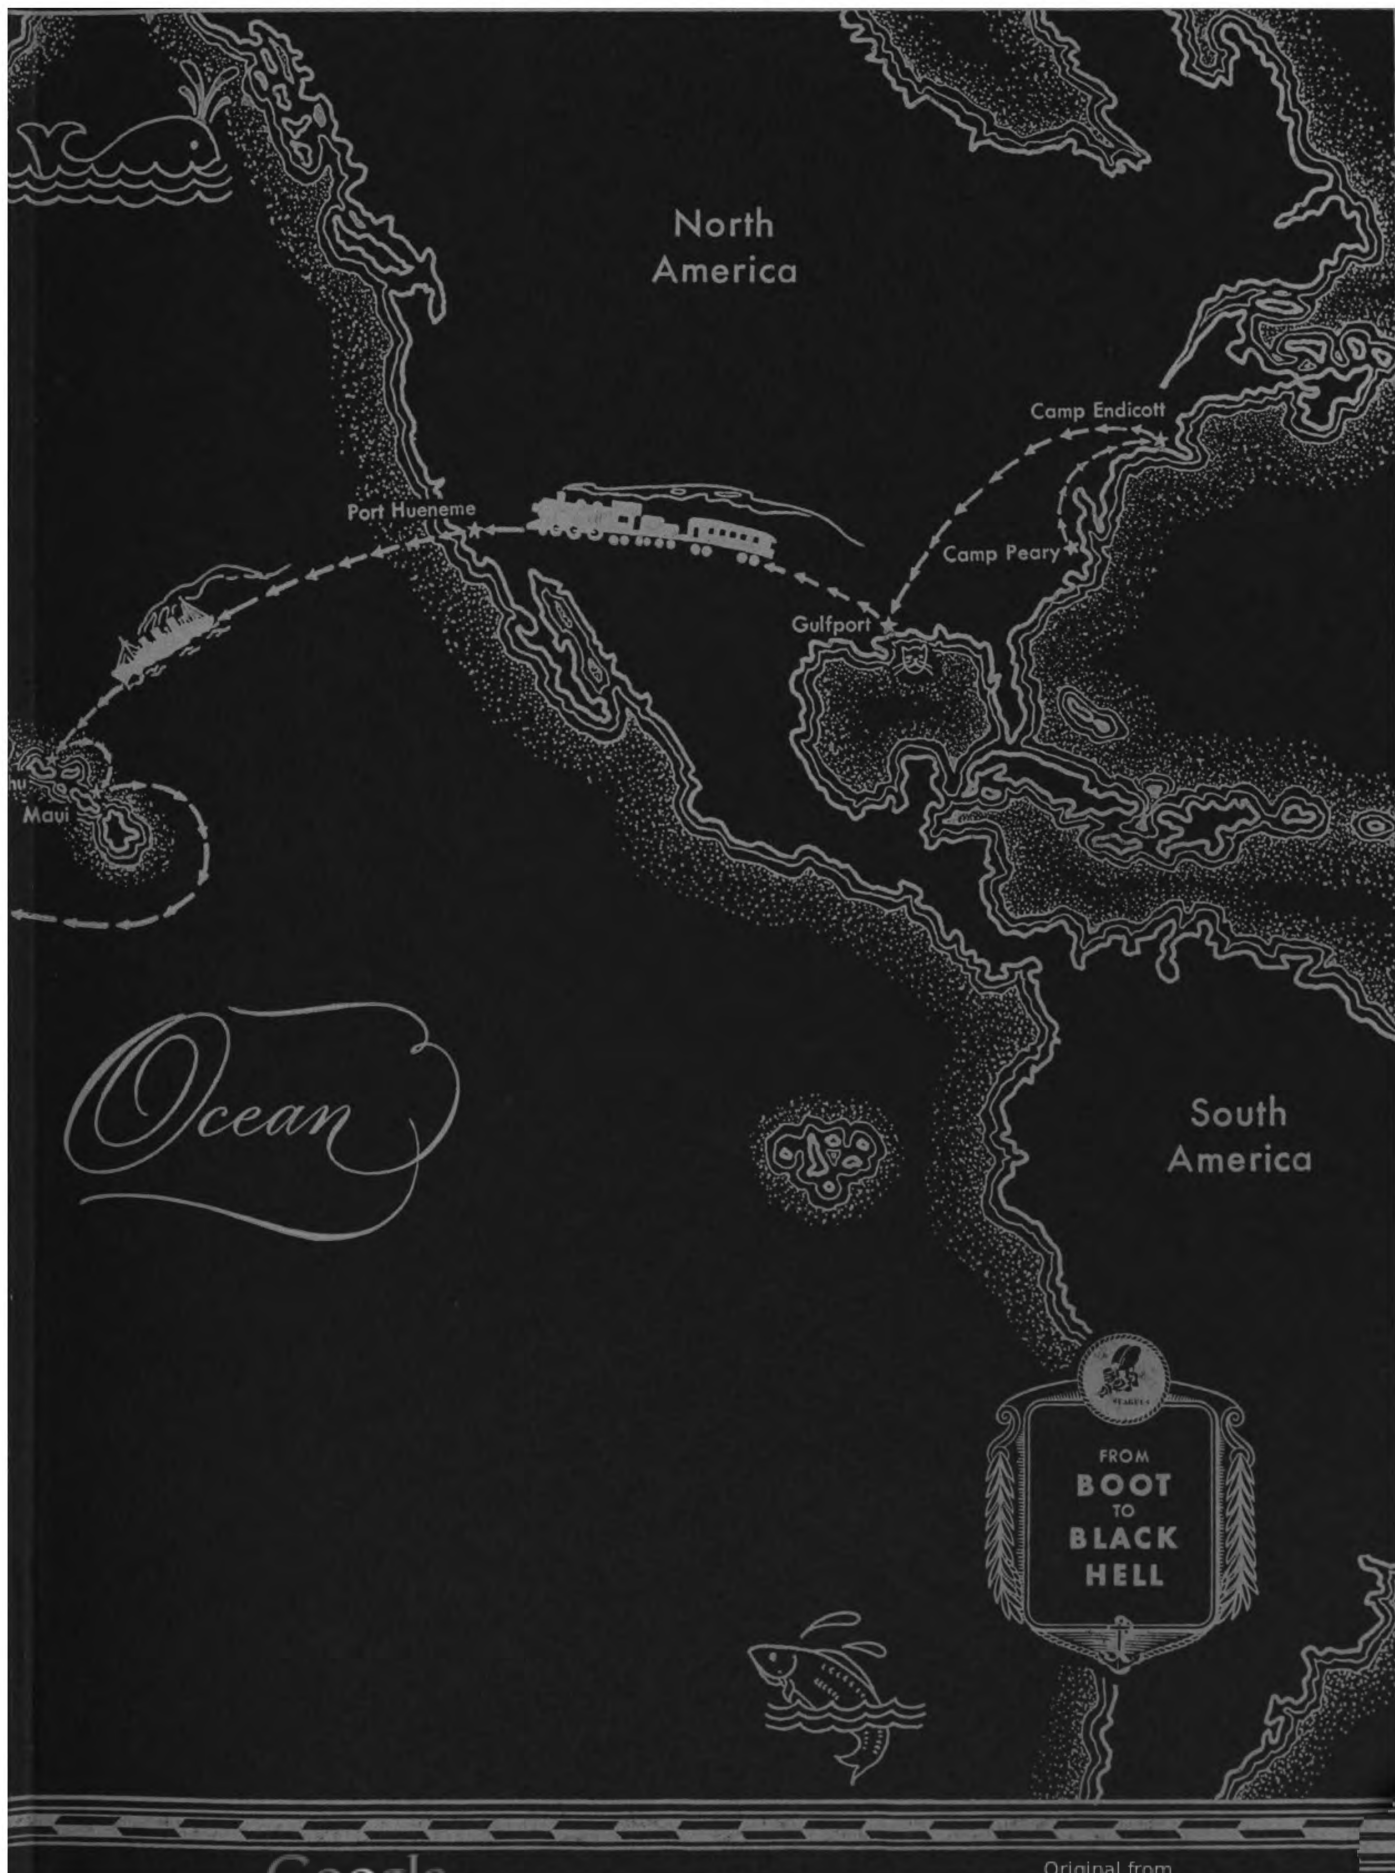 North
America
Camp Endicott
Port Hueneme
Camp Peary
Gulfport
Maui
Ocean
South
America
SEABEES
FROM
BOOT
TO
BLACK
HELL
Google
Original from